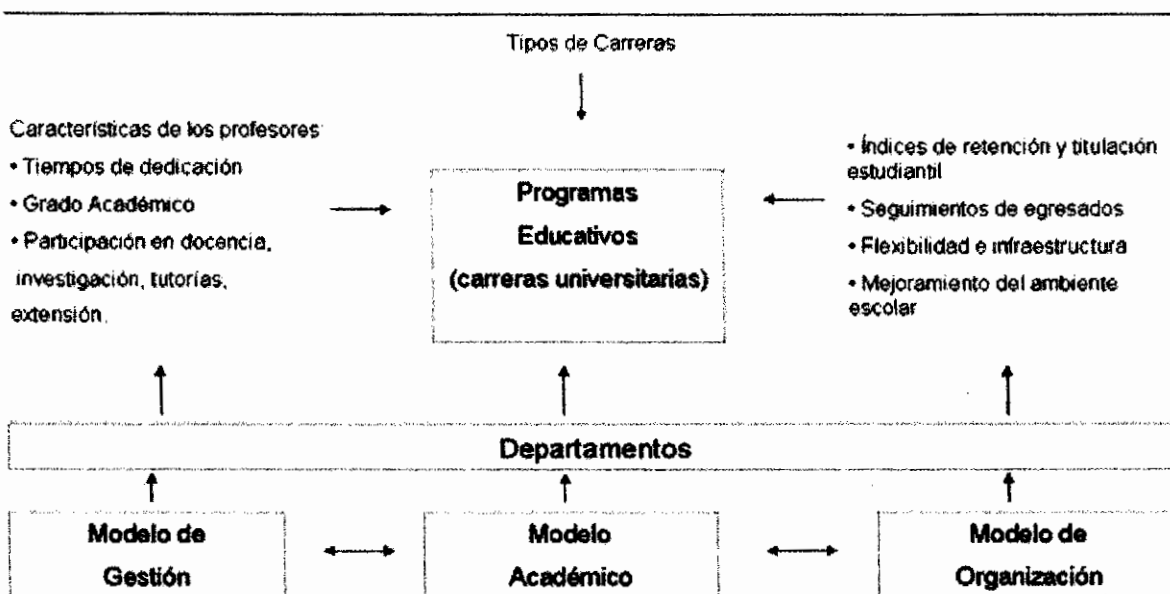 Tipos de Carreras
Características de los profesores:
• Tiempos de dedicación
• Grado Académico
• Participación en docencia,
investigación, tutorías,
extensión.
Programas
Educativos
(carreras universitarias)
• Índices de retención y titulación
estudiantil
• Seguimientos de egresados
• Flexibilidad e infraestructura
• Mejoramiento del ambiente
escolar
Departamentos
Modelo de
Gestión
Modelo
Académico
Modelo de
Organización